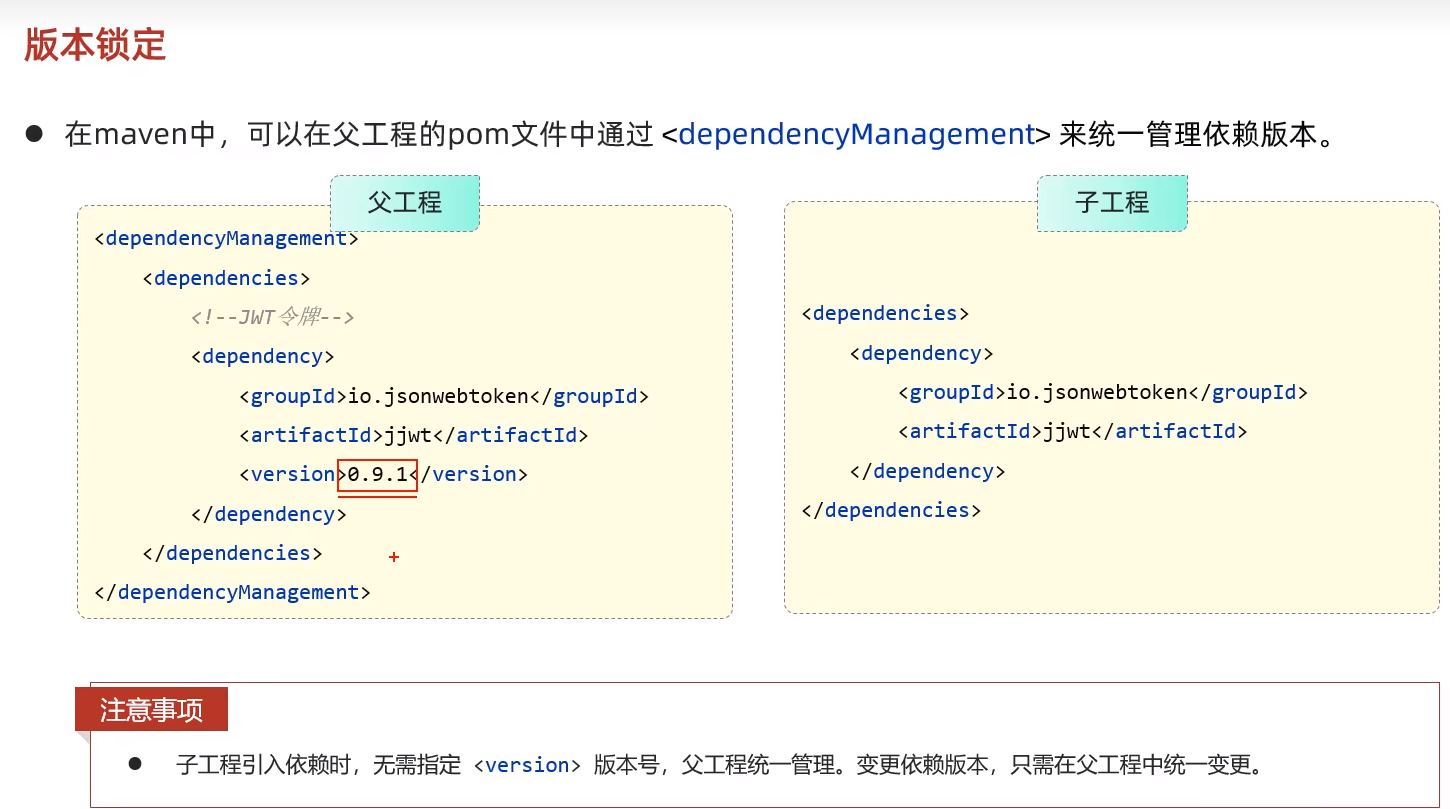 版本锁定
● 在maven中，可以在父工程的pom文件中通过 <dependencyManagement> 来统一管理依赖版本。
父工程
<dependencyManagement>
    <dependencies>
        <!--JWT令牌-->
        <dependency>
            <groupId>io.jsonwebtoken</groupId>
            <artifactId>jjwt</artifactId>
            <version>0.9.1</version>
        </dependency>
    </dependencies>
</dependencyManagement>
子工程
<dependencies>
    <dependency>
        <groupId>io.jsonwebtoken</groupId>
        <artifactId>jjwt</artifactId>
    </dependency>
</dependencies>
注意事项
● 子工程引入依赖时，无需指定 <version> 版本号，父工程统一管理。变更依赖版本，只需在父工程中统一变更。